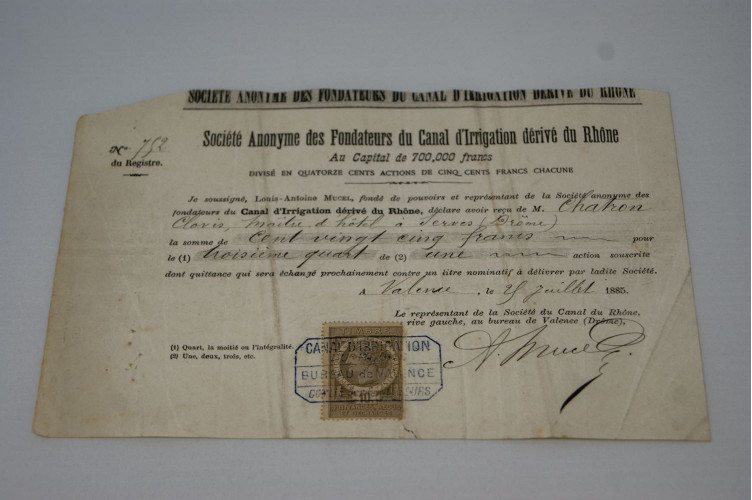 SOCIÉTÉ ANONYME DES FONDATEURS DU CANAL D'IRRIGATION DÉRIVÉ DU RHONE
No 752
du Registre.
Société Anonyme des Fondateurs du Canal d'Irrigation dérivé du Rhône
Au Capital de 700,000 francs
DIVISÉ EN QUATORZE CENTS ACTIONS DE CINQ CENTS FRANCS CHACUNE
Je soussigné, Louis-Antoine Mucel, fondé de pouvoirs et représentant de la Société anonyme des
fondateurs du Canal d'Irrigation dérivé du Rhône, déclare avoir reçu de M. Chatron
Clovis, Maître d'hôtel à Serves (Drôme)
la somme de Cent vingt cinq francs pour
le (1) troisième quart de (2) une action souscrite
dont quittance qui sera échangé prochainement contre un titre nominatif à délivrer par ladite Société.
A Valence, le 25 Juillet 1885.
Le représentant de la Société du Canal du Rhône,
rive gauche, au bureau de Valence (Drôme),
A. Mucel
(1) Quart, la moitié ou l'intégralité.
(2) Une, deux, trois, etc.
CANAL D'IRRIGATION
BUREAU de VALENCE